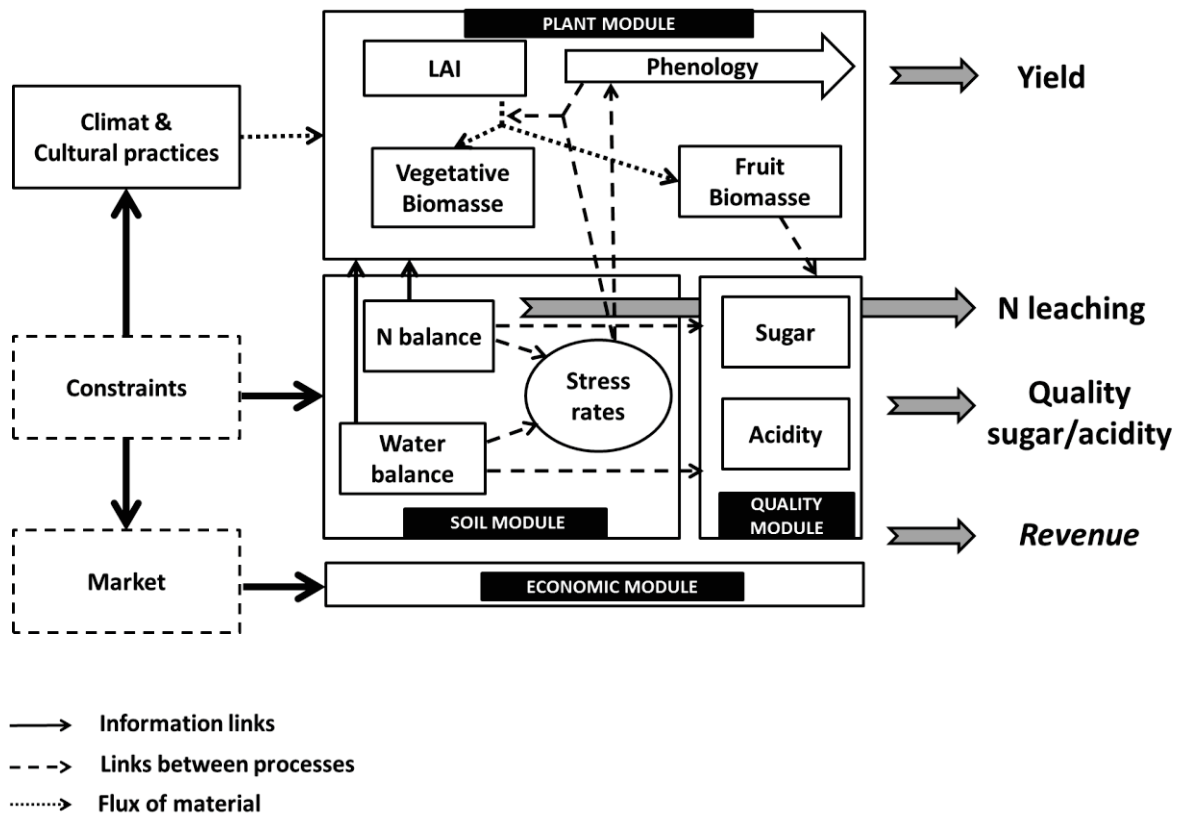 PLANT MODULE
LAI
Phenology
Yield
Climat &
Cultural practices
Vegetative
Biomasse
Fruit
Biomasse
N balance
Sugar
N leaching
Constraints
Stress
rates
Quality
sugar/acidity
Water
balance
Acidity
SOIL MODULE
QUALITY
MODULE
Revenue
Market
ECONOMIC MODULE
Information links
Links between processes
Flux of material